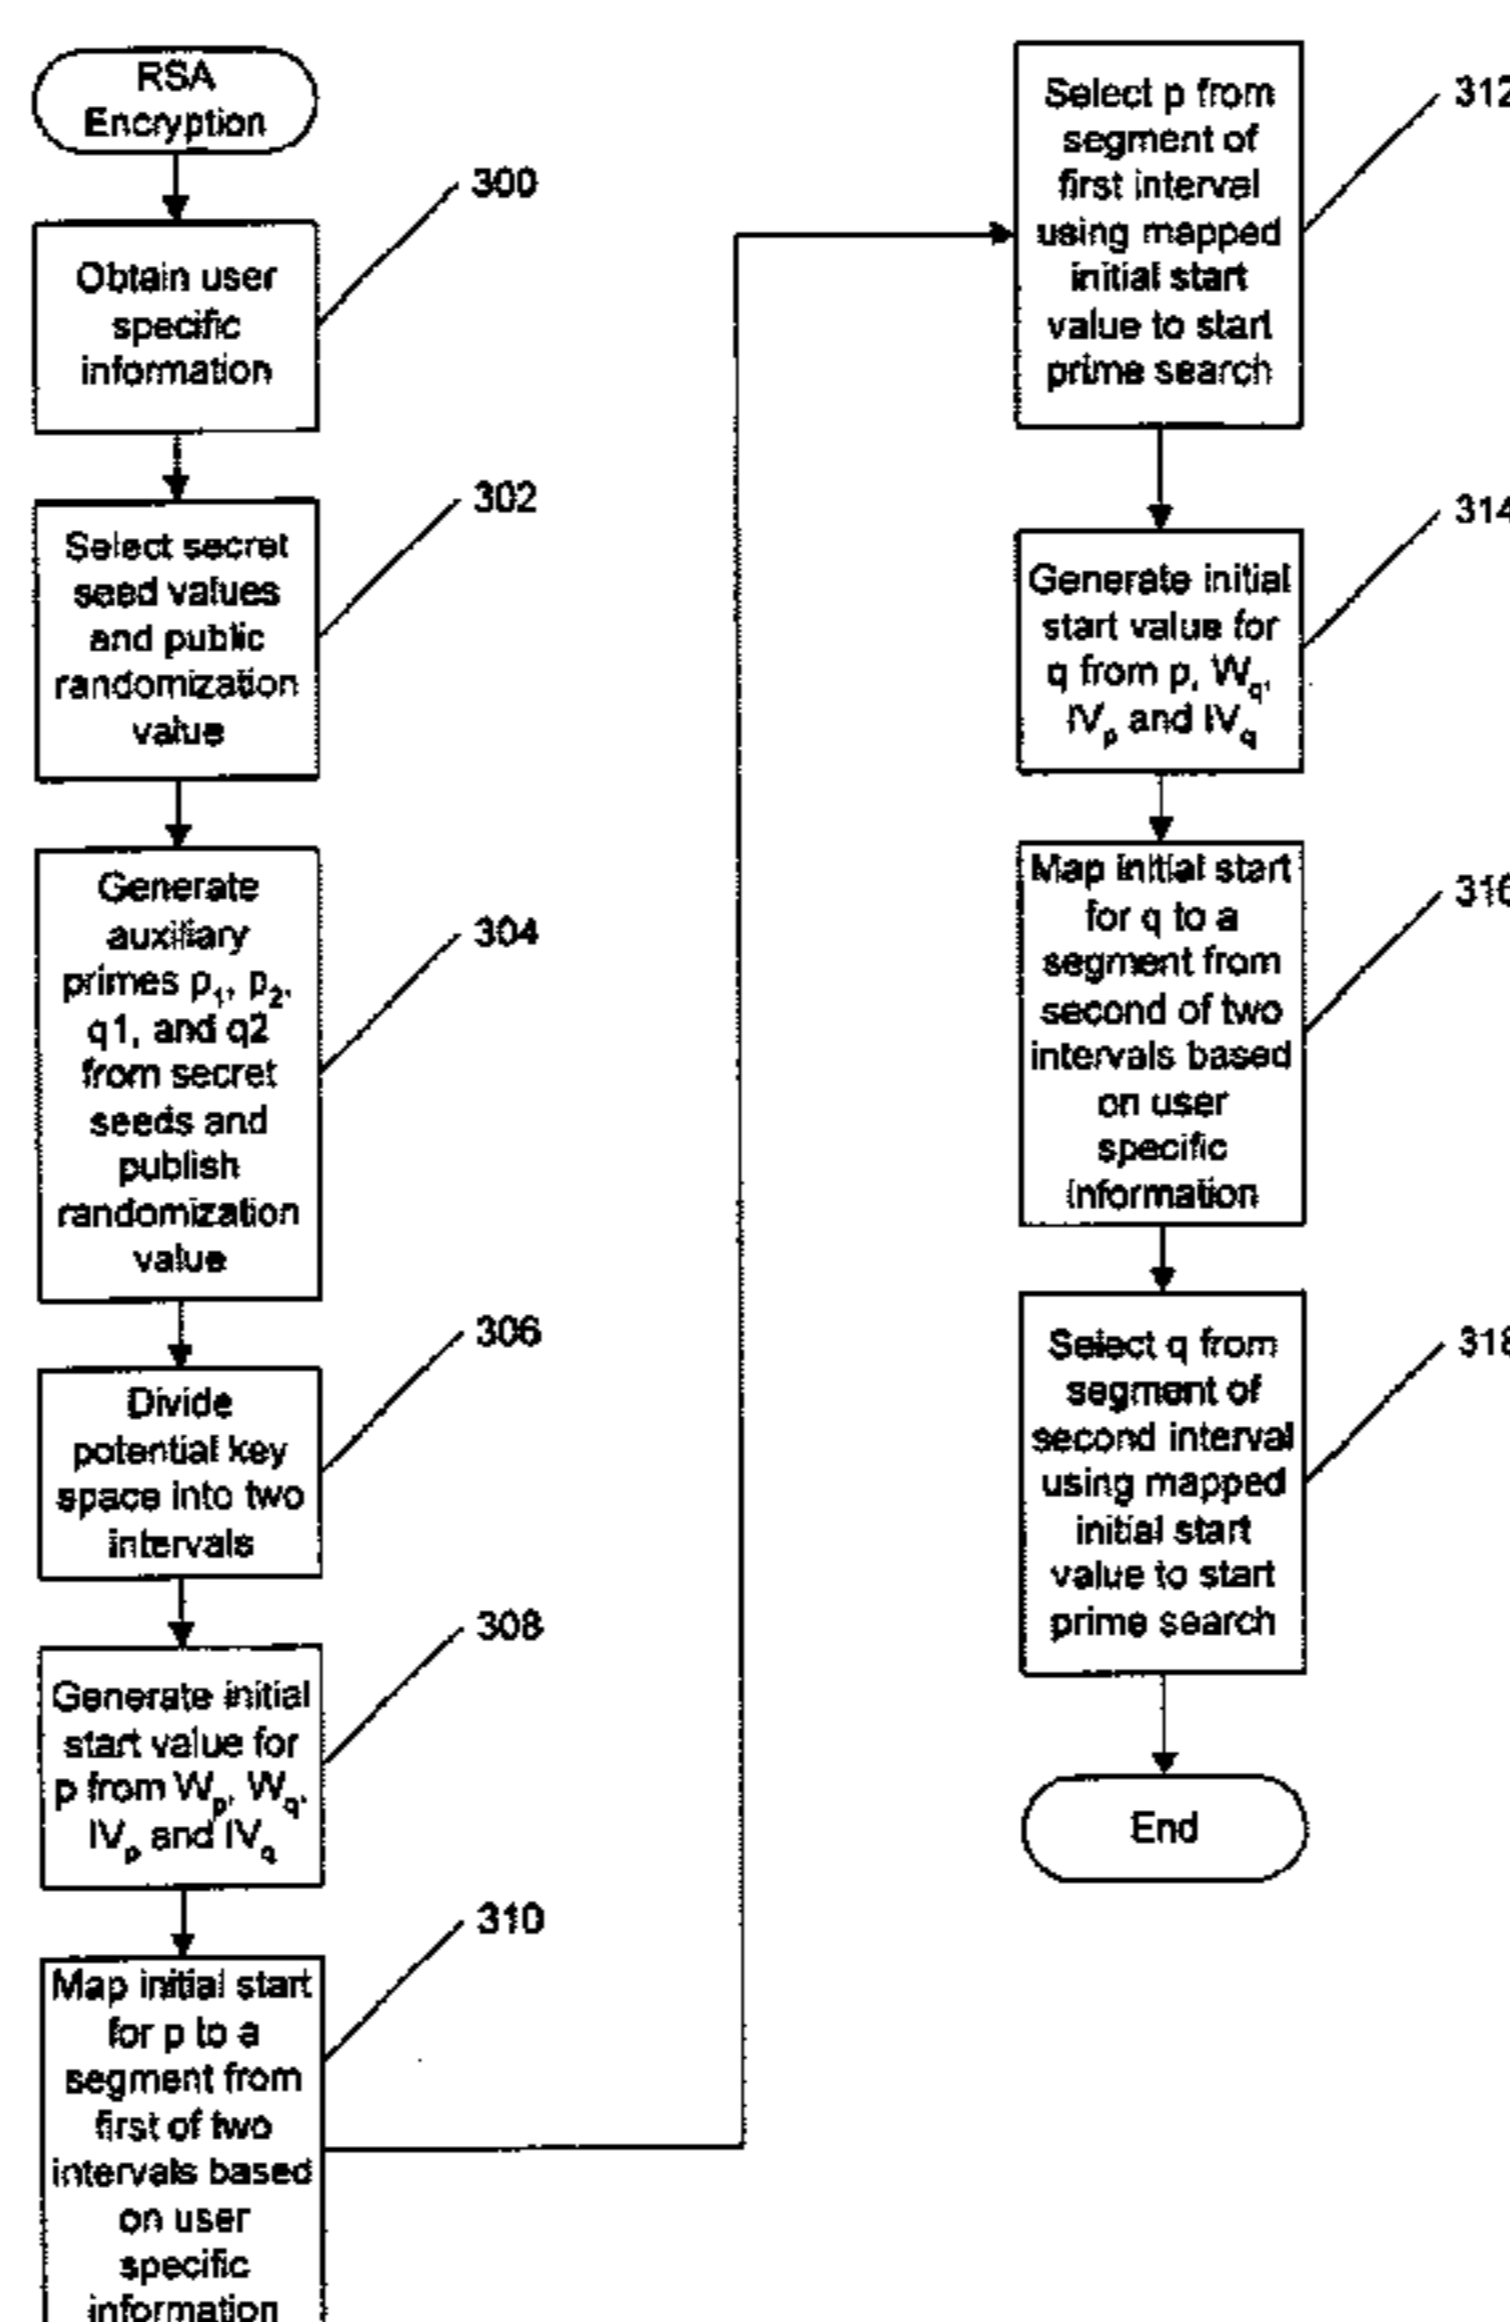 RSA
Encryption
300
Obtain user
specific
information
302
Select secret
seed values
and public
randomization
value
304
Generate
auxiliary
primes p1, p2,
q1, and q2
from secret
seeds and
publish
randomization
value
306
Divide
potential key
space into two
intervals
308
Generate initial
start value for
p from Wp, Wq,
IVp and IVq
310
Map initial start
for p to a
segment from
first of two
intervals based
on user
specific
information
312
Select p from
segment of
first interval
using mapped
initial start
value to start
prime search
314
Generate initial
start value for
q from p, Wq,
IVp and IVq
316
Map initial start
for q to a
segment from
second of two
intervals based
on user
specific
information
318
Select q from
segment of
second interval
using mapped
initial start
value to start
prime search
End